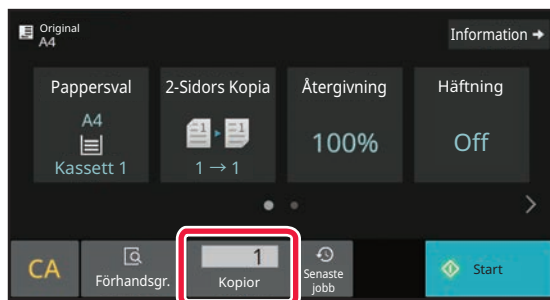 Original
A4
Information
Pappersval
A4
Kassett 1
2-Sidors Kopia
1 → 1
Återgivning
100%
Häftning
Off
CA
Förhandsgr.
1
Kopior
Senaste
jobb
Start